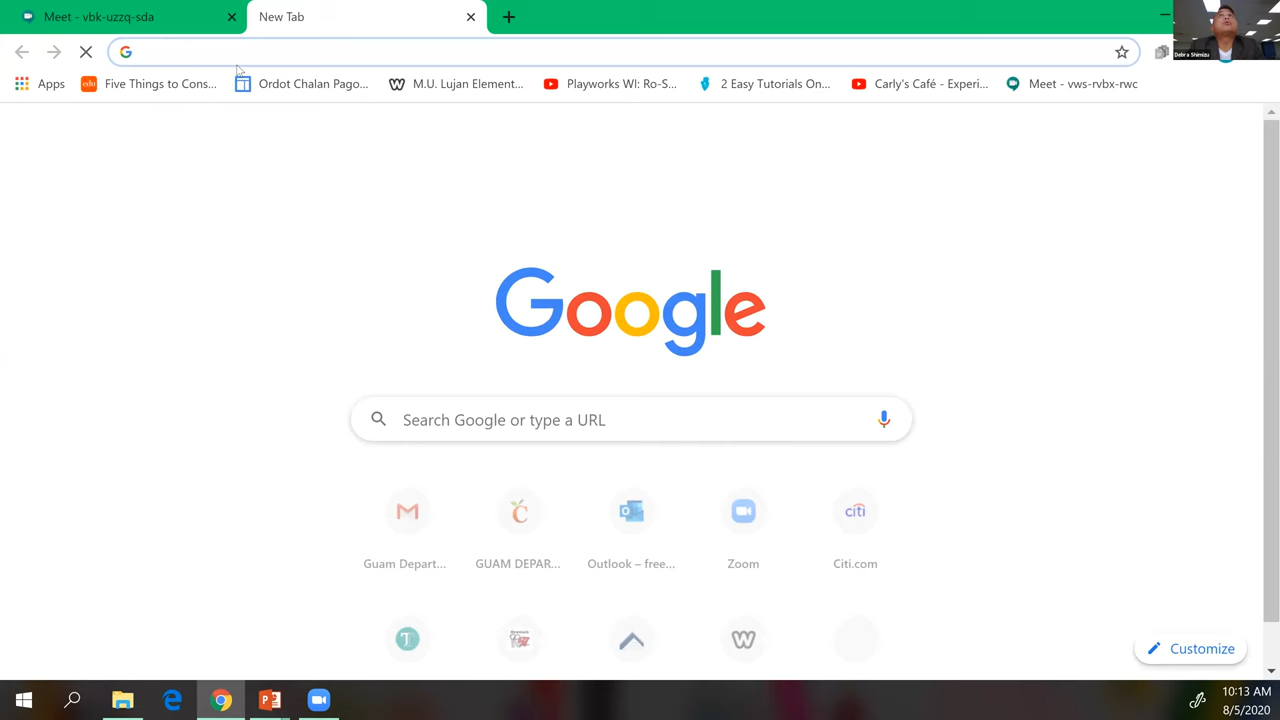 Meet - vbk-uzzq-sda
New Tab
Debra Shimizu
Apps
Five Things to Cons...
Ordot Chalan Pago...
M.U. Lujan Element...
Playworks WI: Ro-S...
2 Easy Tutorials On...
Carly's Café - Experi...
Meet - vws-rvbx-rwc
Google
Search Google or type a URL
Guam Depart...
GUAM DEPAR...
Outlook – free...
Zoom
citi
Citi.com
Customize
10:13 AM
8/5/2020